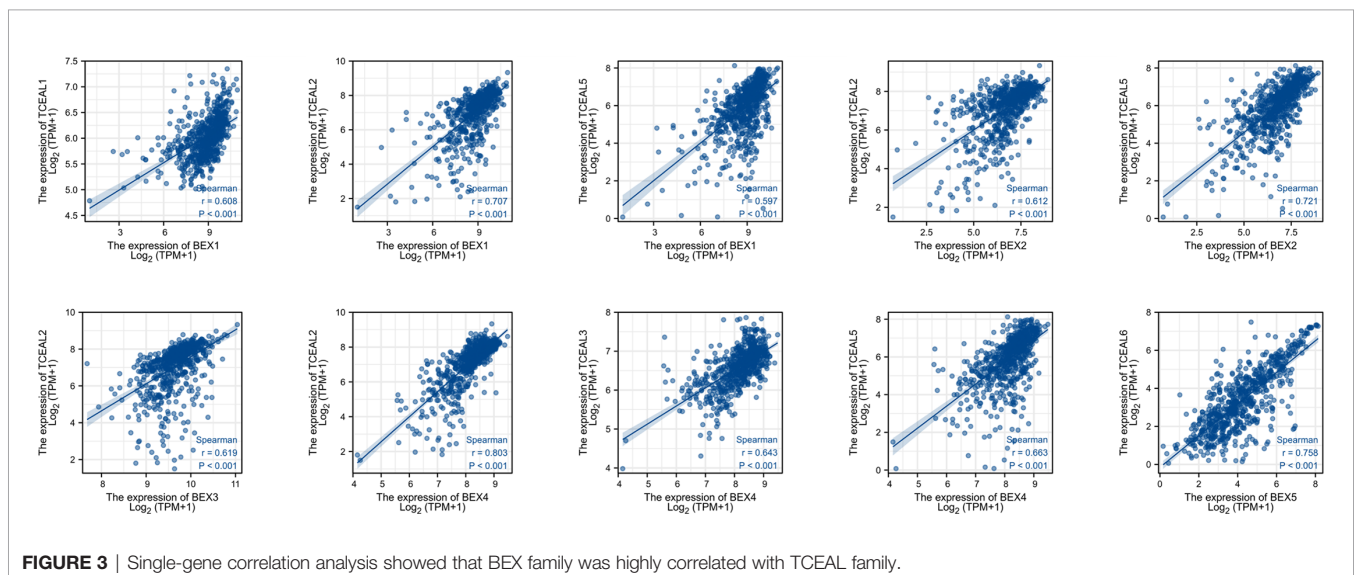 The expression of TCEAL1
Log2 (TPM+1)
7.5
7.0
6.5
6.0
5.5
5.0
4.5
Spearman
r = 0.608
P < 0.001
3 6 9
The expression of BEX1
Log2 (TPM+1)
The expression of TCEAL2
Log2 (TPM+1)
10
8
6
4
2
Spearman
r = 0.707
P < 0.001
3 6 9
The expression of BEX1
Log2 (TPM+1)
The expression of TCEAL5
Log2 (TPM+1)
8
6
4
2
0
Spearman
r = 0.597
P < 0.001
3 6 9
The expression of BEX1
Log2 (TPM+1)
The expression of TCEAL2
Log2 (TPM+1)
8
6
4
2
Spearman
r = 0.612
P < 0.001
2.5 5.0 7.5
The expression of BEX2
Log2 (TPM+1)
The expression of TCEAL5
Log2 (TPM+1)
8
6
4
2
0
Spearman
r = 0.721
P < 0.001
2.5 5.0 7.5
The expression of BEX2
Log2 (TPM+1)
The expression of TCEAL2
Log2 (TPM+1)
10
8
6
4
2
Spearman
r = 0.619
P < 0.001
8 9 10 11
The expression of BEX3
Log2 (TPM+1)
The expression of TCEAL2
Log2 (TPM+1)
10
8
6
4
2
Spearman
r = 0.803
P < 0.001
4 5 6 7 8 9
The expression of BEX4
Log2 (TPM+1)
The expression of TCEAL3
Log2 (TPM+1)
8
7
6
5
4
Spearman
r = 0.643
P < 0.001
4 5 6 7 8 9
The expression of BEX4
Log2 (TPM+1)
The expression of TCEAL5
Log2 (TPM+1)
8
6
4
2
0
Spearman
r = 0.663
P < 0.001
4 5 6 7 8 9
The expression of BEX4
Log2 (TPM+1)
The expression of TCEAL6
Log2 (TPM+1)
8
6
4
2
0
Spearman
r = 0.758
P < 0.001
0 2 4 6 8
The expression of BEX5
Log2 (TPM+1)
FIGURE 3 | Single-gene correlation analysis showed that BEX family was highly correlated with TCEAL family.